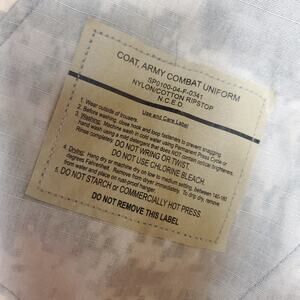 COAT, ARMY COMBAT UNIFORM
SP0100-04-F-0341
NYLON/COTTON RIPSTOP
N C E D
Use and Care Label
1. Wear outside of trousers.
2. Before washing, close hook and loop fasteners to prevent snagging.
3. Washing: Machine wash in cold water using Permanent Press Cycle or
hand wash using a mild detergent that does NOT contain optical brighteners.
Rinse completely. DO NOT WRING OR TWIST.
DO NOT USE CHLORINE BLEACH
4. Drying: Hang dry or machine dry on low to medium setting, between 140-160
degrees Fahrenheit. Remove from dryer immediately. To drip dry, remove
from water and place on rust-proof hanger.
5. DO NOT STARCH or COMMERCIALLY HOT PRESS.
DO NOT REMOVE THIS LABEL